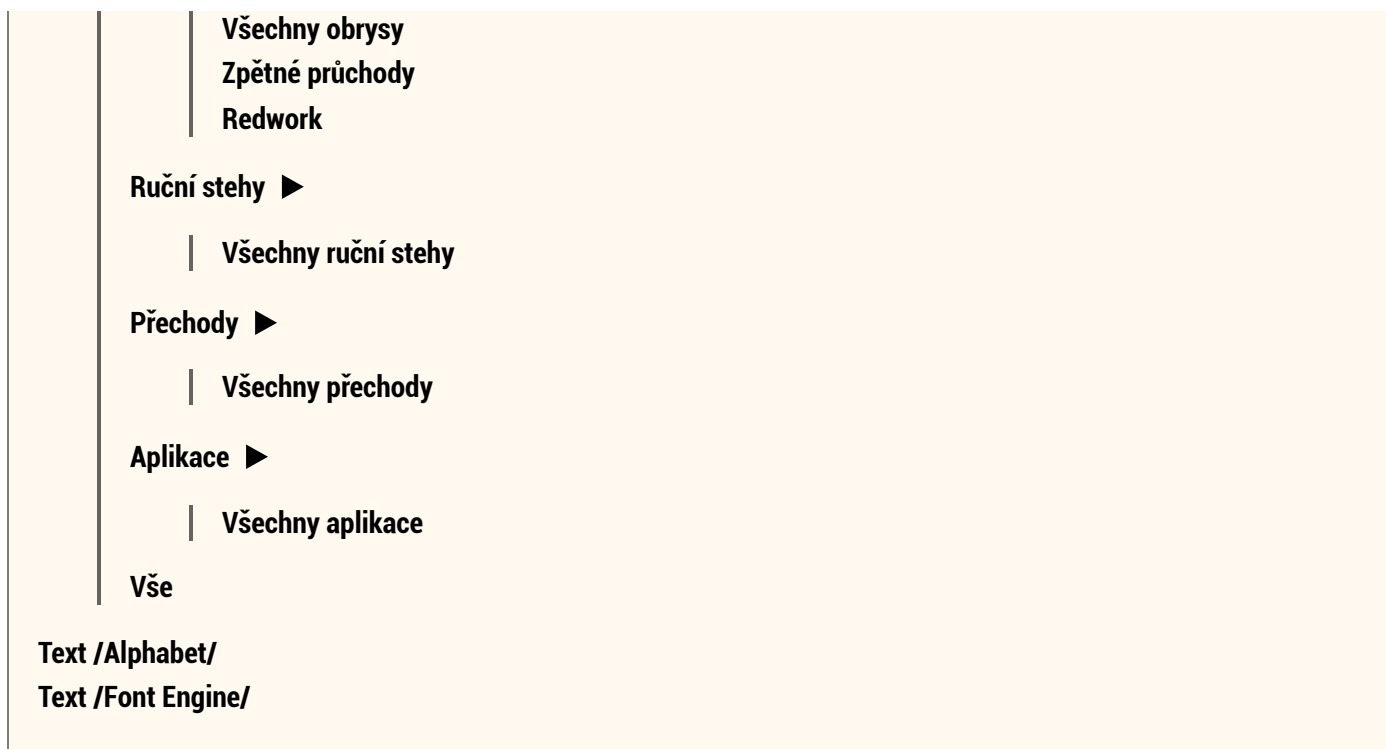 Všechny obrysy
Zpětné průchody
Redwork
Ruční stehy ▶
Všechny ruční stehy
Přechody ▶
Všechny přechody
Aplikace ▶
Všechny aplikace
Vše
Text /Alphabet/
Text /Font Engine/